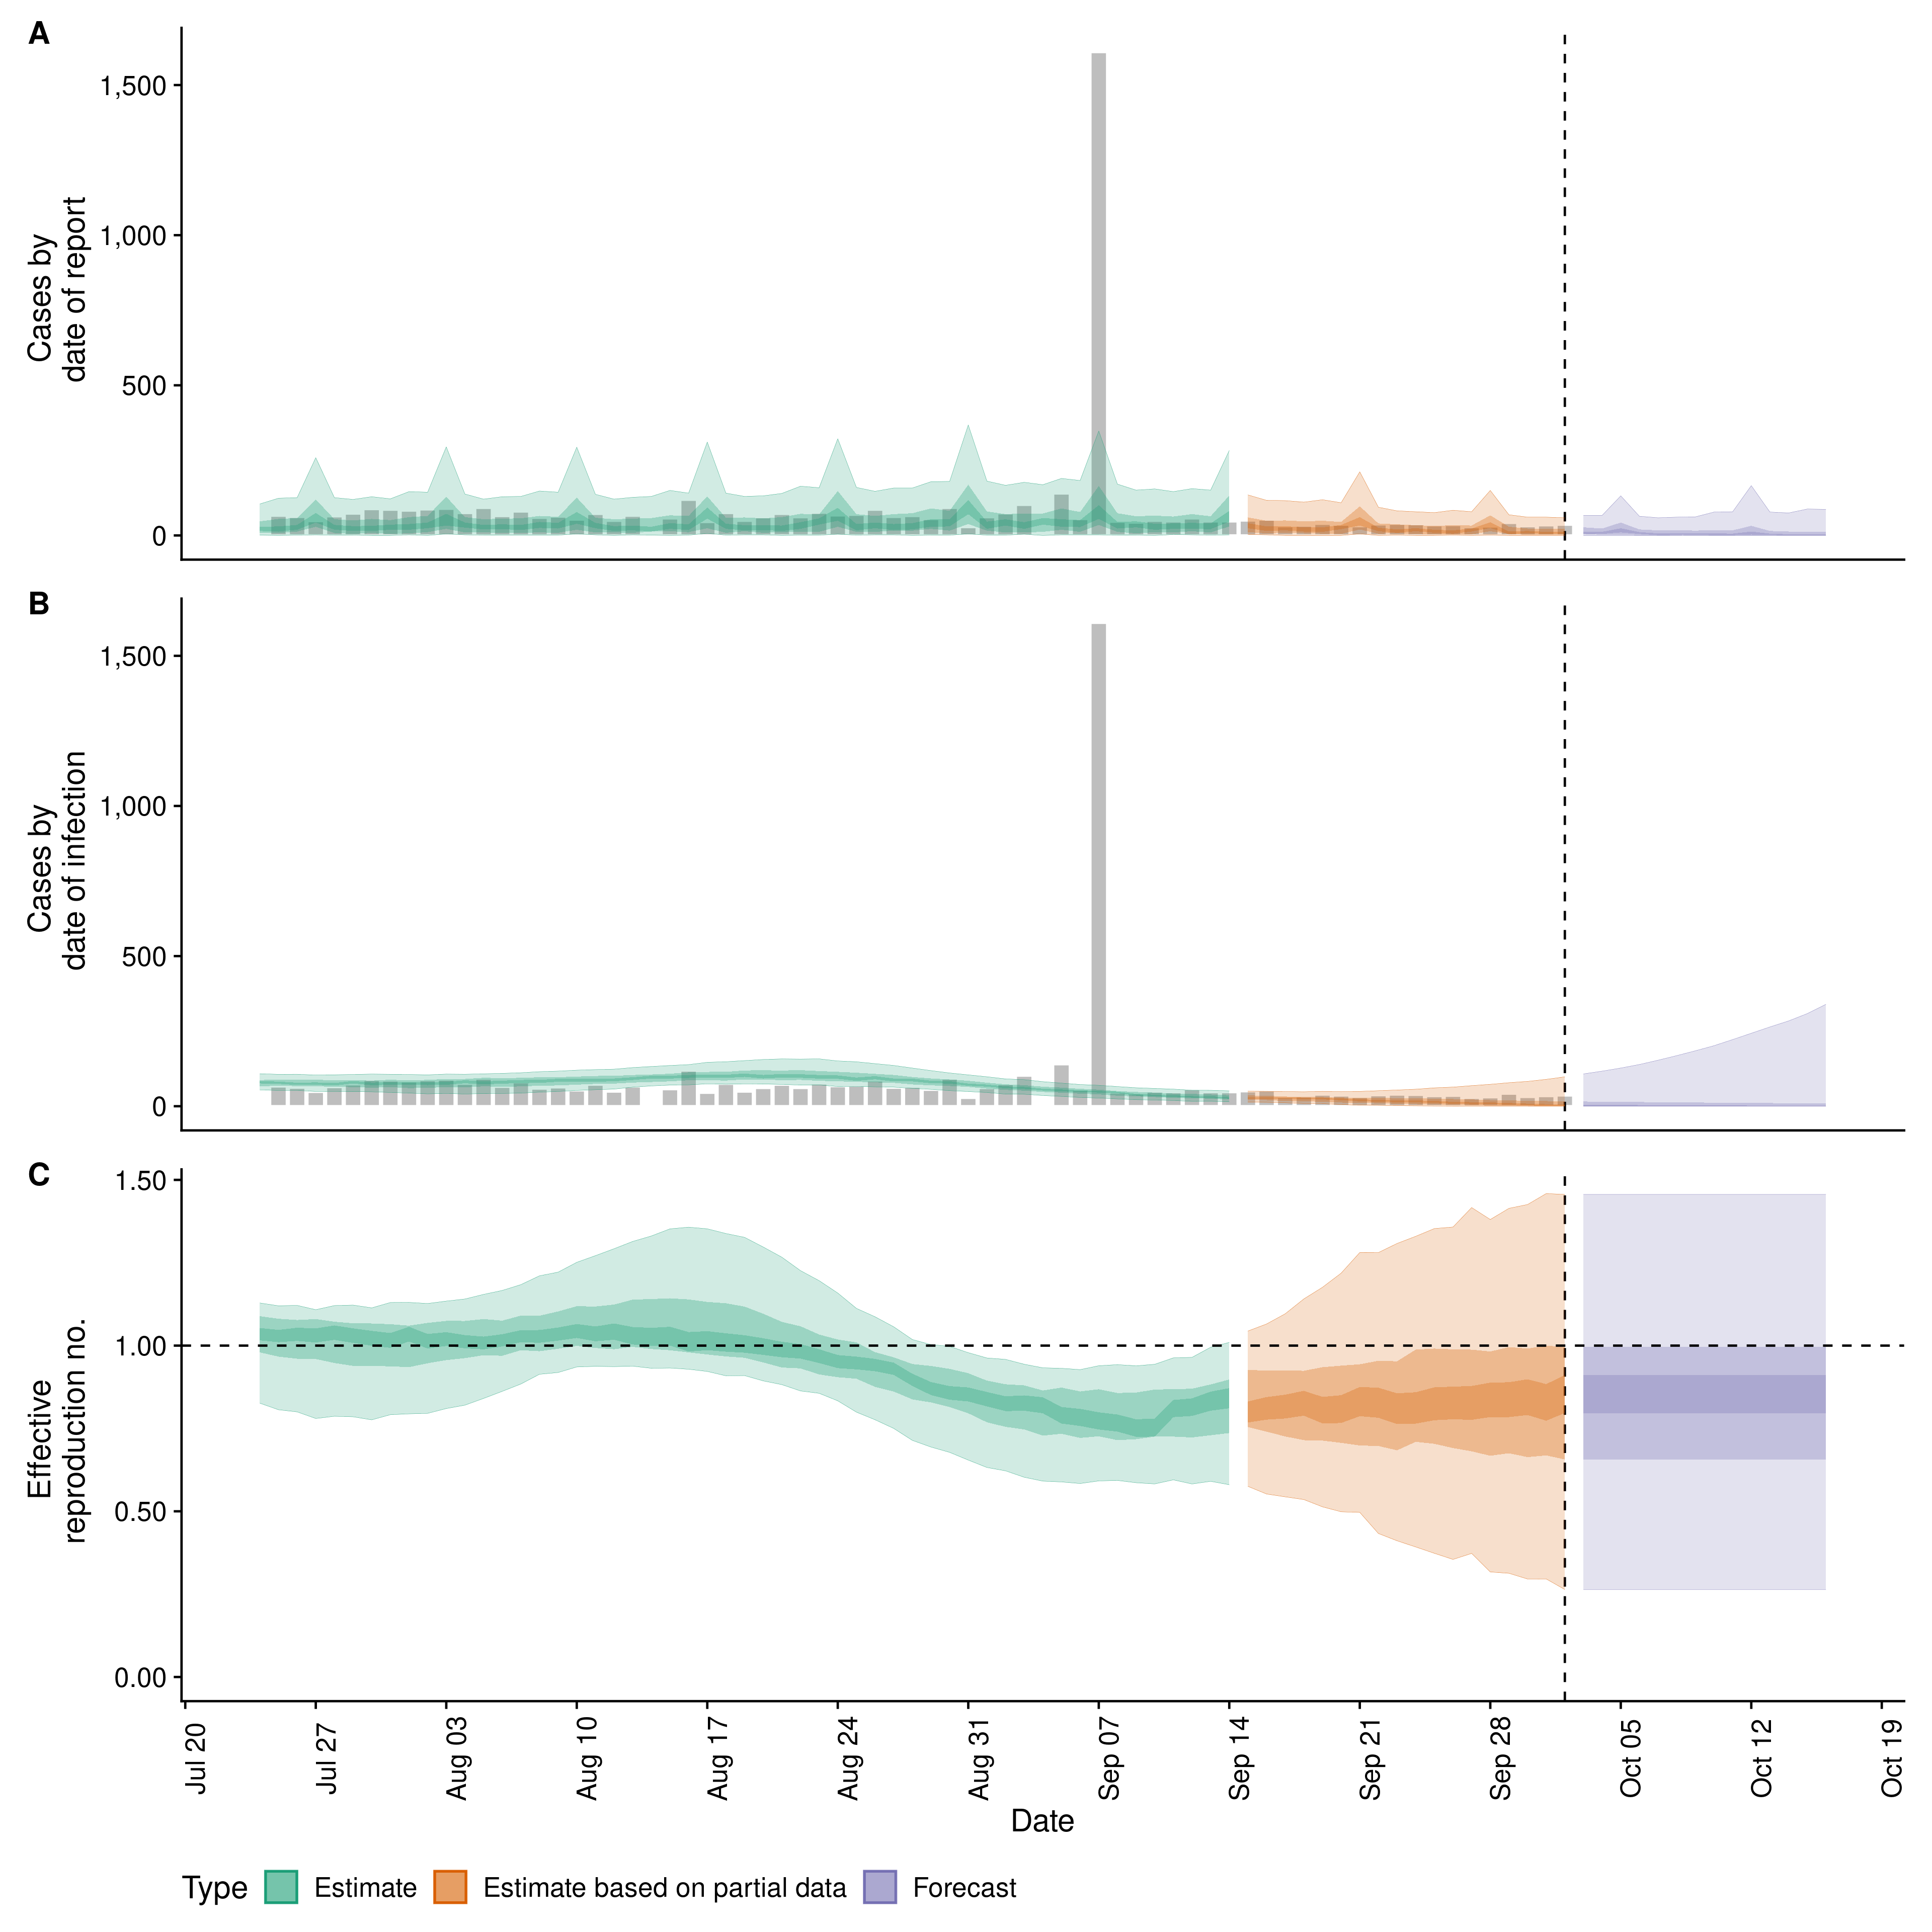 A
Cases by
date of report
1,500
1,000
500
0
B
Cases by
date of infection
1,500
1,000
500
0
C
Effective
reproduction no.
1.50
1.00
0.50
0.00
Jul 20
Jul 27
Aug 03
Aug 10
Aug 17
Aug 24
Aug 31
Sep 07
Sep 14
Sep 21
Sep 28
Oct 05
Oct 12
Oct 19
Date
Type Estimate Estimate based on partial data Forecast